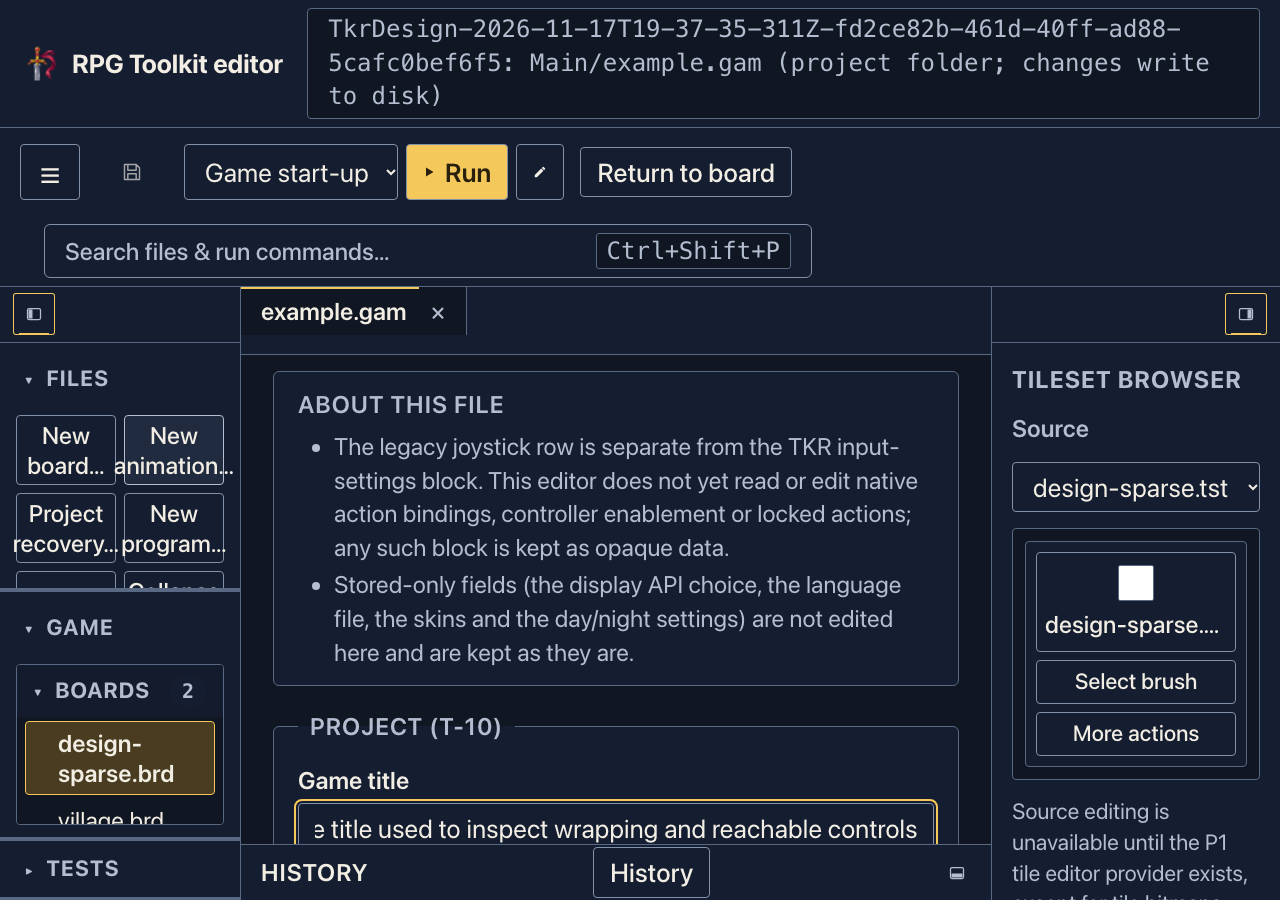 RPG Toolkit editor
TkrDesign-2026-11-17T19-37-35-311Z-fd2ce82b-461d-40ff-ad88-
5cafc0bef6f5: Main/example.gam (project folder; changes write
to disk)
Game start-up
Run
Return to board
Search files & run commands...
Ctrl+Shift+P
example.gam
FILES
New
board...
New
animation...
Project
recovery...
New
program...
Collapse
GAME
BOARDS 2
design-
sparse.brd
village.brd
TESTS
ABOUT THIS FILE
• The legacy joystick row is separate from the TKR input-
settings block. This editor does not yet read or edit native
action bindings, controller enablement or locked actions;
any such block is kept as opaque data.
• Stored-only fields (the display API choice, the language
file, the skins and the day/night settings) are not edited
here and are kept as they are.
PROJECT (T-10)
Game title
e title used to inspect wrapping and reachable controls
HISTORY
History
TILESET BROWSER
Source
design-sparse.tst
design-sparse....
Select brush
More actions
Source editing is
unavailable until the P1
tile editor provider exists,